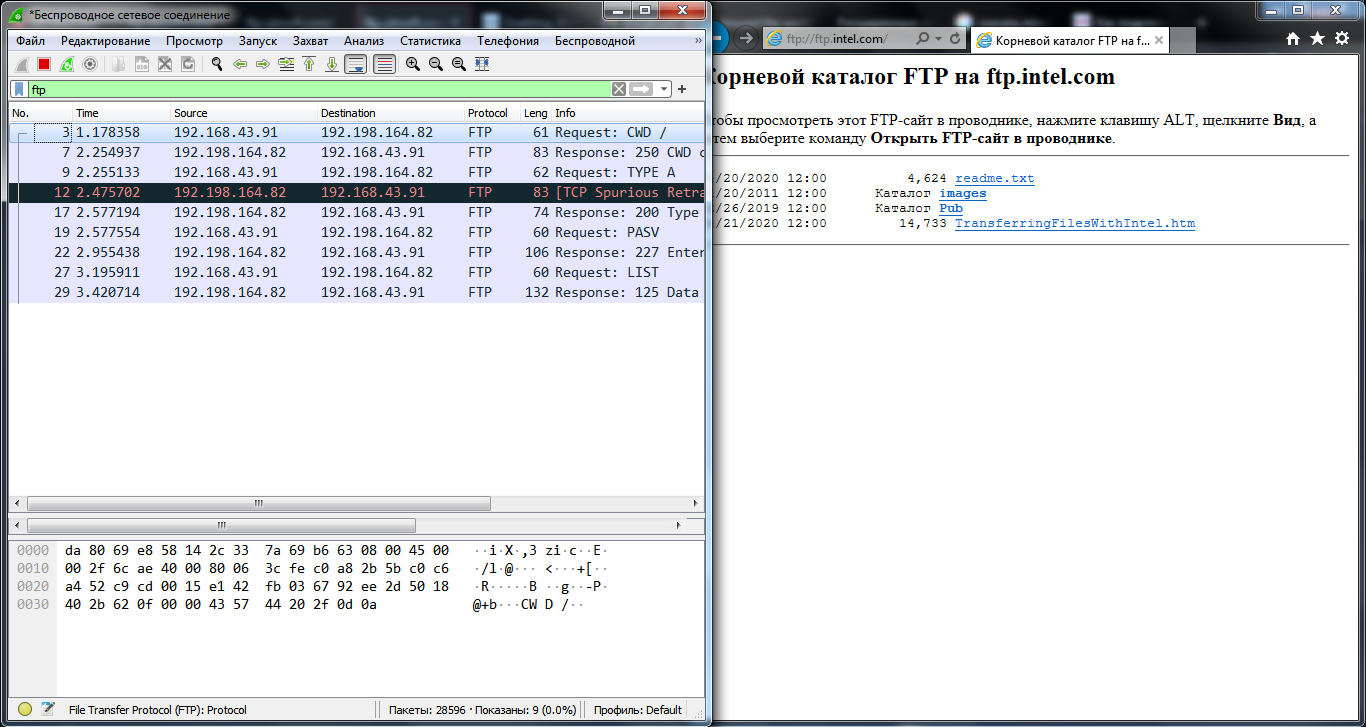 *Беспроводное сетевое соединение
Файл Редактирование Просмотр Запуск Захват Анализ Статистика Телефония Беспроводной »
ftp
No. Time Source Destination Protocol Leng Info
3 1.178358 192.168.43.91 192.198.164.82 FTP 61 Request: CWD /
7 2.254937 192.198.164.82 192.168.43.91 FTP 83 Response: 250 CWD c
9 2.255133 192.168.43.91 192.198.164.82 FTP 62 Request: TYPE A
12 2.475702 192.198.164.82 192.168.43.91 FTP 83 [TCP Spurious Retra
17 2.577194 192.198.164.82 192.168.43.91 FTP 74 Response: 200 Type
19 2.577554 192.168.43.91 192.198.164.82 FTP 60 Request: PASV
22 2.955438 192.198.164.82 192.168.43.91 FTP 106 Response: 227 Enter
27 3.195911 192.168.43.91 192.198.164.82 FTP 60 Request: LIST
29 3.420714 192.198.164.82 192.168.43.91 FTP 132 Response: 125 Data
0000 da 80 69 e8 58 14 2c 33 7a 69 b6 63 08 00 45 00 ··i·X·,3 zi·c··E·
0010 00 2f 6c ae 40 00 80 06 3c fe c0 a8 2b 5b c0 c6 ·/l·@··· <···+[··
0020 a4 52 c9 cd 00 15 e1 42 fb 03 67 92 ee 2d 50 18 ·R·····B ··g··-P·
0030 40 2b 62 0f 00 00 43 57 44 20 2f 0d 0a @+b···CW D /··
File Transfer Protocol (FTP): Protocol Пакеты: 28596 · Показаны: 9 (0.0%) Профиль: Default
ftp://ftp.intel.com/ Корневой каталог FTP на f...
Корневой каталог FTP на ftp.intel.com
тобы просмотреть этот FTP-сайт в проводнике, нажмите клавишу ALT, щелкните Вид, а
тем выберите команду Открыть FTP-сайт в проводнике.
/20/2020 12:00 4,624 readme.txt
/20/2011 12:00 Каталог images
/26/2019 12:00 Каталог Pub
/21/2020 12:00 14,733 TransferringFilesWithIntel.htm